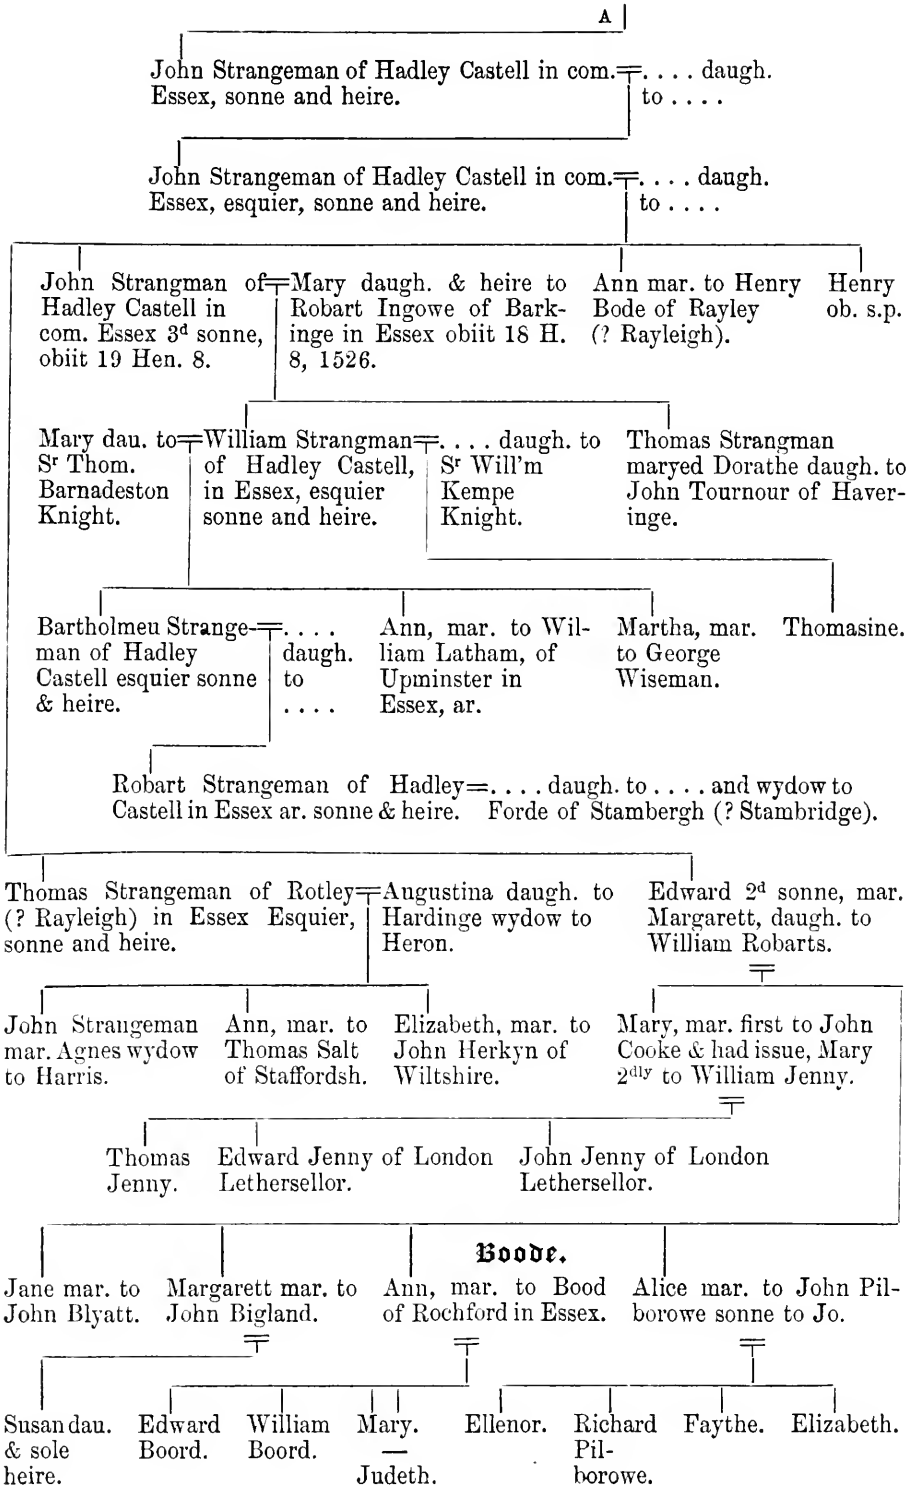 A
John Strangeman of Hadley Castell in com. = . . . . daugh.
Essex, sonne and heire. to . . . .
John Strangeman of Hadley Castell in com. = . . . . daugh.
Essex, esquier, sonne and heire. to . . . .
John Strangman of
Hadley Castell in
com. Essex 3d sonne,
obiit 19 Hen. 8.
= Mary daugh. & heire to
Robart Ingowe of Bark-
inge in Essex obiit 18 H.
8, 1526.
Ann mar. to Henry
Bode of Rayley
(? Rayleigh).
Henry
ob. s.p.
Mary dau. to
Sr Thom.
Barnadeston
Knight.
= William Strangman
of Hadley Castell,
in Essex, esquier
sonne and heire.
= . . . . daugh. to
Sr Will'm
Kempe
Knight.
Thomas Strangman
maryed Dorathe daugh. to
John Tournour of Haver-
inge.
Bartholmeu Strange-
man of Hadley
Castell esquier sonne
& heire.
= . . . .
daugh.
to
. . . .
Ann, mar. to Wil-
liam Latham, of
Upminster in
Essex, ar.
Martha, mar.
to George
Wiseman.
Thomasine.
Robart Strangeman of Hadley = . . . . daugh. to . . . . and wydow to
Castell in Essex ar. sonne & heire. Forde of Stambergh (? Stambridge).
Thomas Strangeman of Rotley
(? Rayleigh) in Essex Esquier,
sonne and heire.
= Augustina daugh. to
Hardinge wydow to
Heron.
Edward 2d sonne, mar.
Margarett, daugh. to
William Robarts.
John Strangeman
mar. Agnes wydow
to Harris.
Ann, mar. to
Thomas Salt
of Staffordsh.
Elizabeth, mar. to
John Herkyn of
Wiltshire.
Mary, mar. first to John
Cooke & had issue, Mary
2dly to William Jenny.
Thomas
Jenny.
Edward Jenny of London
Lethersellor.
John Jenny of London
Lethersellor.
Boode.
Jane mar. to
John Blyatt.
Margarett mar. to
John Bigland.
Ann, mar. to Bood
of Rochford in Essex.
Alice mar. to John Pil-
borowe sonne to Jo.
Susan dau.
& sole
heire.
Edward
Boord.
William
Boord.
Mary.
—
Judeth.
Ellenor.
Richard
Pil-
borowe.
Faythe.
Elizabeth.